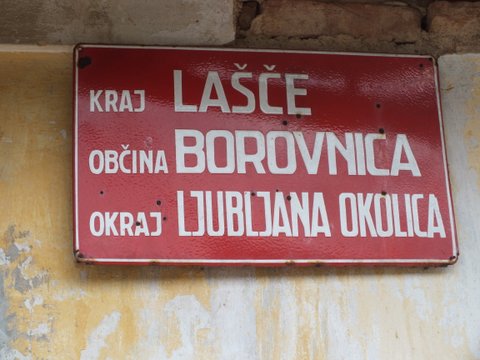 KRAJ LAŠČE
OBČINA BOROVNICA
OKRAJ LJUBLJANA OKOLICA